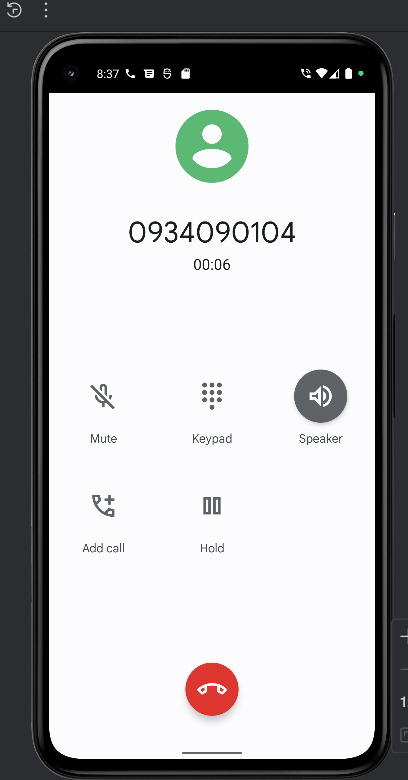 8:37
0934090104
00:06
Mute
Keypad
Speaker
Add call
Hold